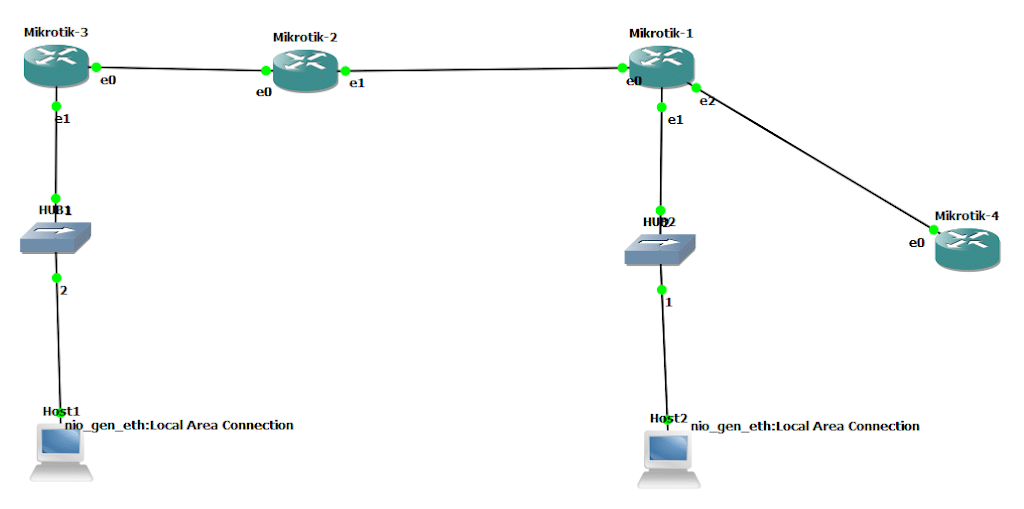 Mikrotik-3
Mikrotik-2
Mikrotik-1
e0
e0
e1
e0
e2
e1
e1
HUB1
1
HUB2
2
Mikrotik-4
e0
2
1
Host1
nio_gen_eth:Local Area Connection
Host2
nio_gen_eth:Local Area Connection